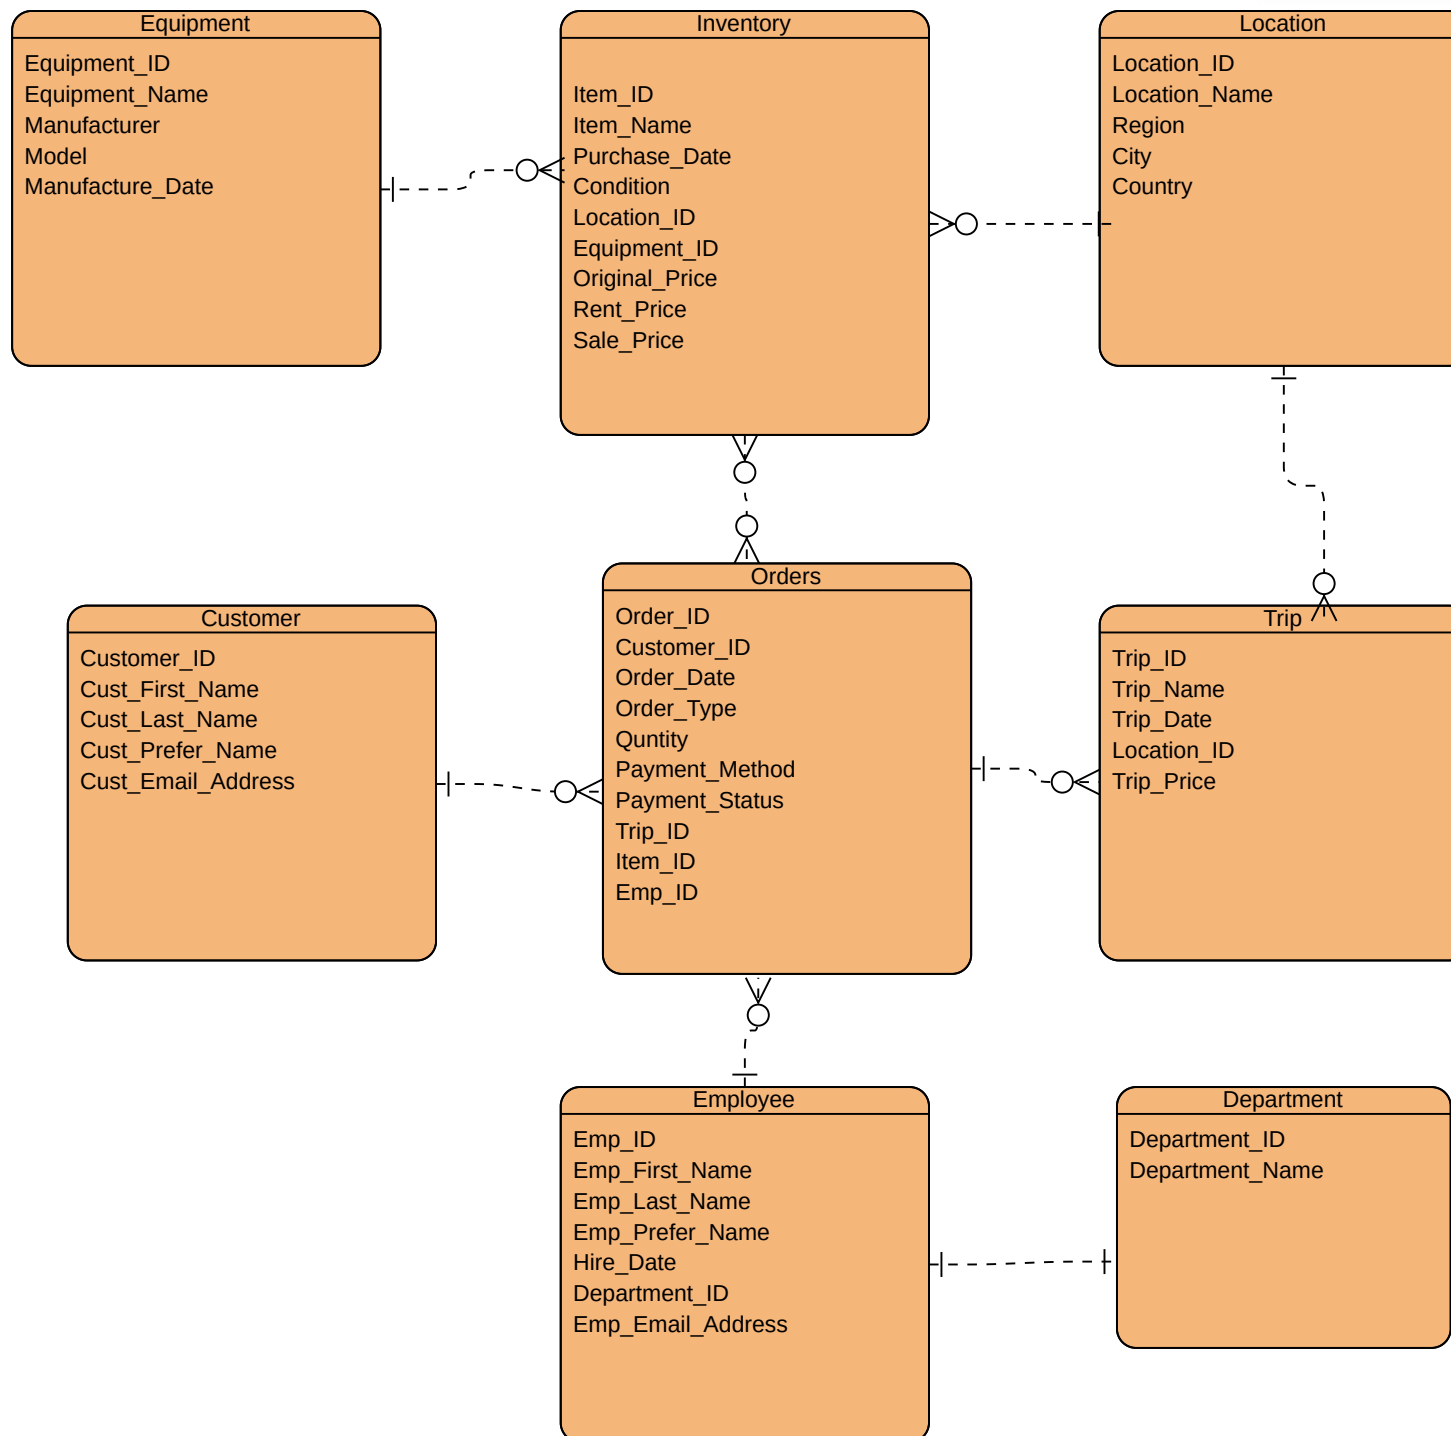 Equipment
Equipment_ID
Equipment_Name
Manufacturer
Model
Manufacture_Date
Inventory
Item_ID
Item_Name
Purchase_Date
Condition
Location_ID
Equipment_ID
Original_Price
Rent_Price
Sale_Price
Location
Location_ID
Location_Name
Region
City
Country
Customer
Customer_ID
Cust_First_Name
Cust_Last_Name
Cust_Prefer_Name
Cust_Email_Address
Orders
Order_ID
Customer_ID
Order_Date
Order_Type
Quntity
Payment_Method
Payment_Status
Trip_ID
Item_ID
Emp_ID
Trip
Trip_ID
Trip_Name
Trip_Date
Location_ID
Trip_Price
Employee
Emp_ID
Emp_First_Name
Emp_Last_Name
Emp_Prefer_Name
Hire_Date
Department_ID
Emp_Email_Address
Department
Department_ID
Department_Name